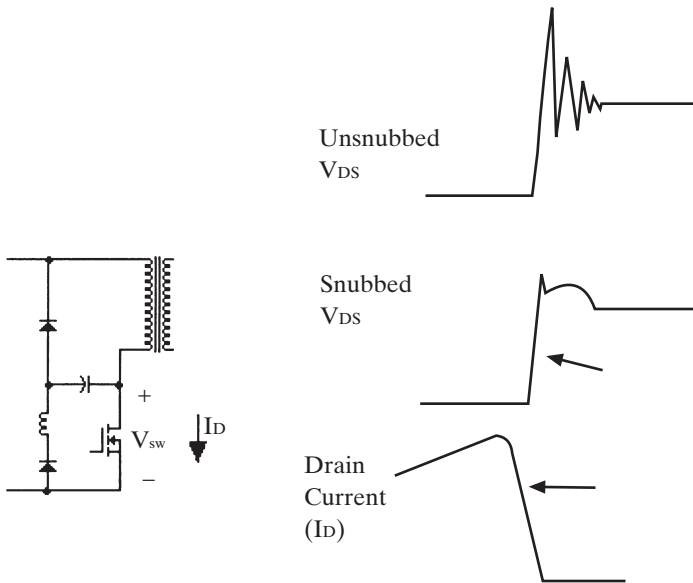 Unsnubbed
VDS
Snubbed
VDS
+
Vsw
−
ID
Drain
Current
(ID)